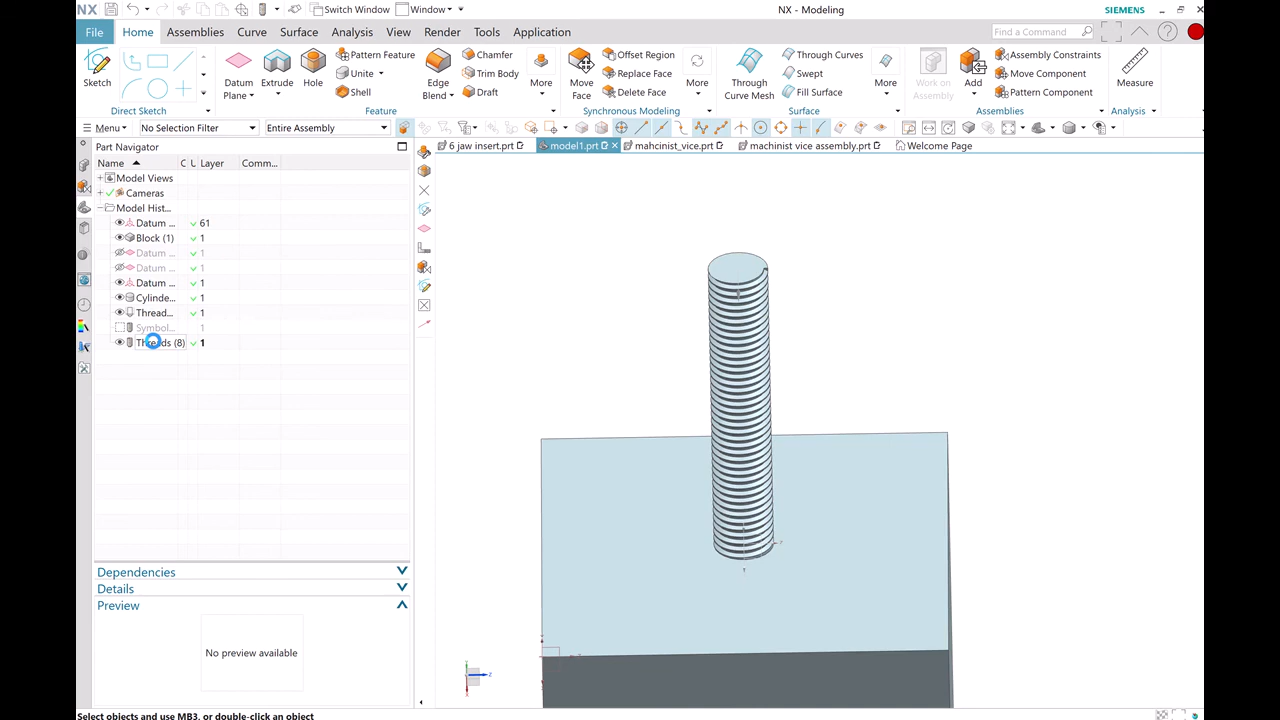 NX
Switch Window
Window
NX - Modeling
SIEMENS
File
Home
Assemblies
Curve
Surface
Analysis
View
Render
Tools
Application
Find a Command
Sketch
Direct Sketch
Datum Plane
Extrude
Hole
Pattern Feature
Unite
Shell
Edge Blend
Chamfer
Trim Body
Draft
More
Feature
Move Face
Offset Region
Replace Face
Delete Face
More
Synchronous Modeling
Through Curve Mesh
Through Curves
Swept
Fill Surface
More
Surface
Work on Assembly
Add
Assembly Constraints
Move Component
Pattern Component
Assemblies
Measure
Analysis
Menu
No Selection Filter
Entire Assembly
Part Navigator
6 jaw insert.prt
model1.prt
mahcinist_vice.prt
machinist vice assembly.prt
Welcome Page
Name C L Layer Comm...
Model Views
Cameras
Model Hist...
Datum ... 61
Block (1) 1
Datum ... 1
Datum ... 1
Datum ... 1
Cylinde... 1
Thread... 1
Symbol... 1
Threads (8) 1
Dependencies
Details
Preview
No preview available
Select objects and use MB3, or double-click an object